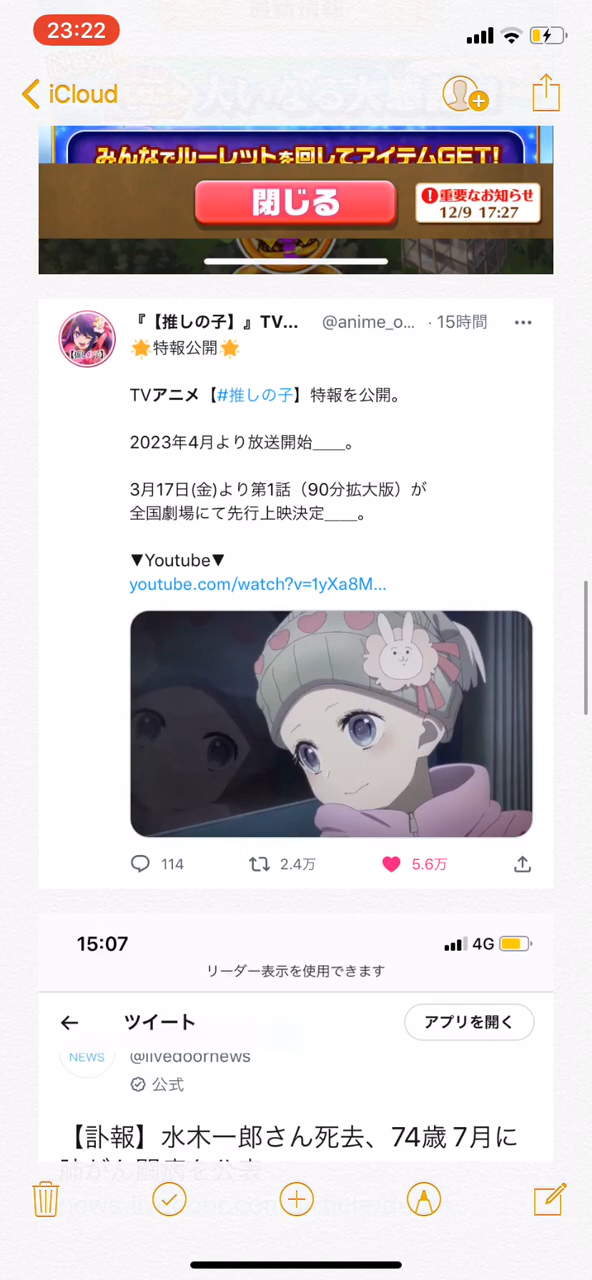 23:22
iCloud
みんなでルーレットを回してアイテムGET!
閉じる
重要なお知らせ
12/9 17:27
『【推しの子】』TV... @anime_o... · 15時間
🌟特報公開🌟
TVアニメ【#推しの子】特報を公開。
2023年4月より放送開始____。
3月17日(金)より第1話（90分拡大版）が
全国劇場にて先行上映決定____。
▼Youtube▼
youtube.com/watch?v=1yXa8M...
114 2.4万 5.6万
15:07 4G
リーダー表示を使用できます
ツイート アプリを開く
NEWS @livedoornews
公式
【訃報】水木一郎さん死去、74歳 7月に
肺がん闘病を公表